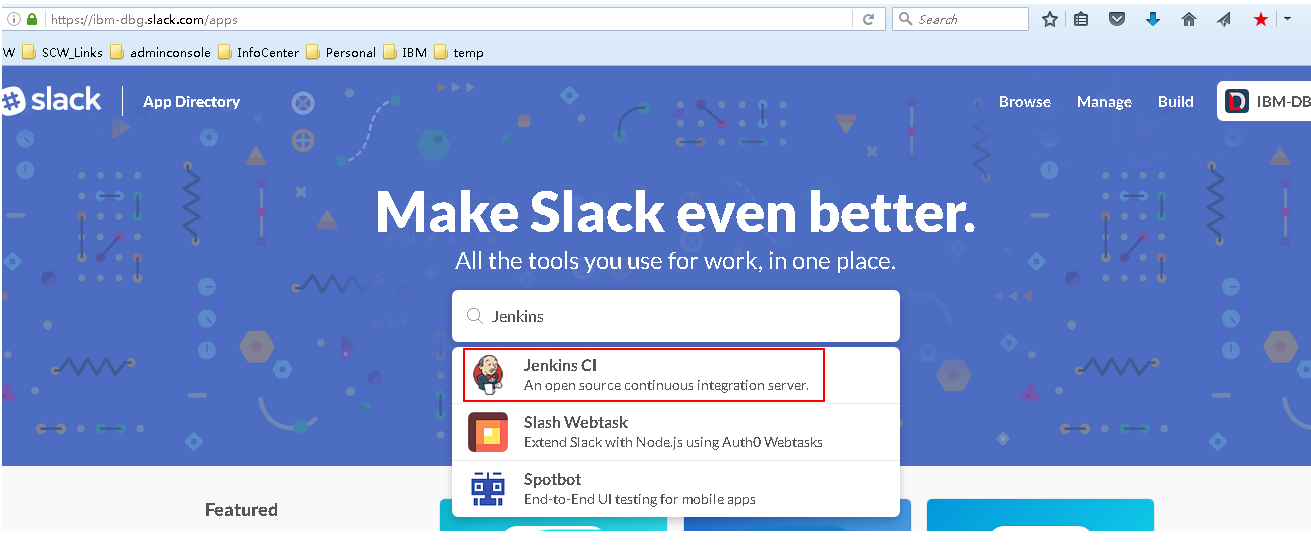 https://ibm-dbg.slack.com/apps
Search
W SCW_Links adminconsole InfoCenter Personal IBM temp
slack App Directory Browse Manage Build IBM-DB
Make Slack even better.
All the tools you use for work, in one place.
Jenkins
Jenkins CI
An open source continuous integration server.
Slash Webtask
Extend Slack with Node.js using Auth0 Webtasks
Spotbot
End-to-End UI testing for mobile apps
Featured